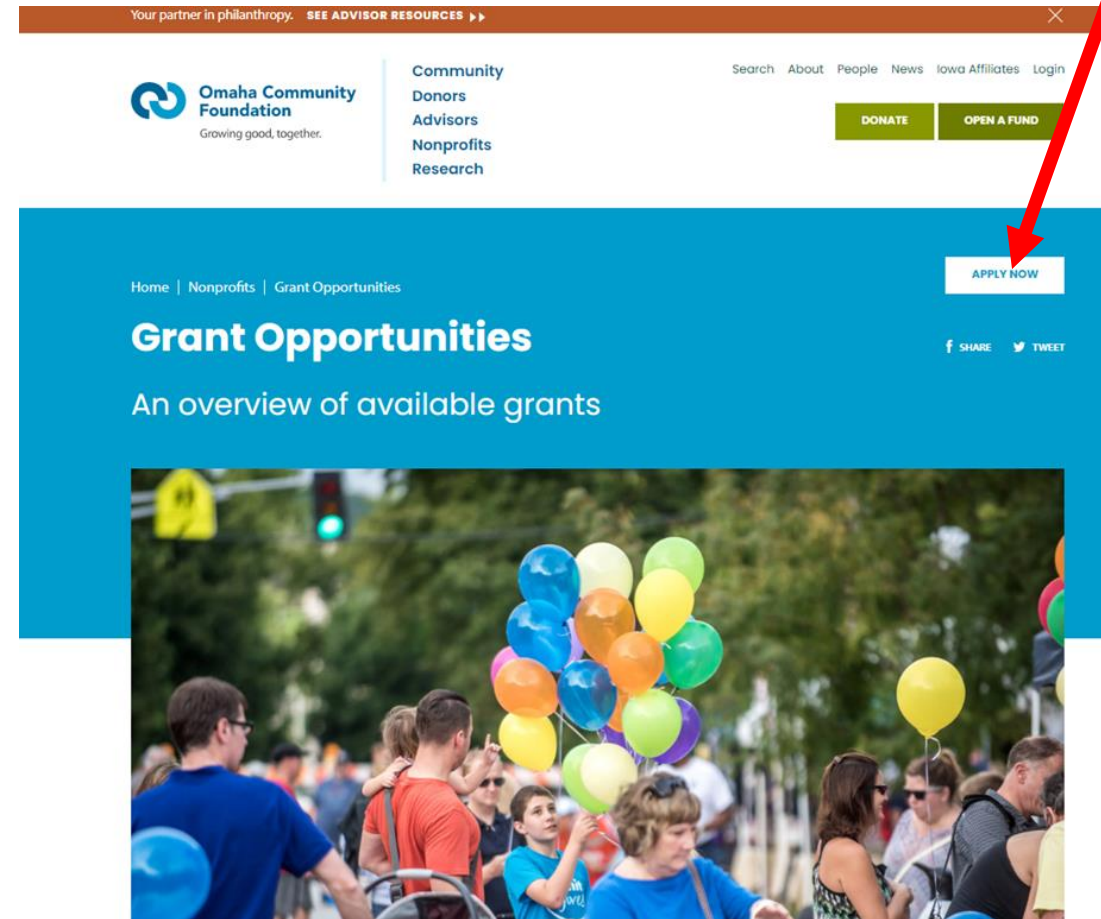 Your partner in philanthropy. SEE ADVISOR RESOURCES
Omaha Community
Foundation
Growing good, together.
Community
Donors
Advisors
Nonprofits
Research
Search About People News Iowa Affiliates Login
DONATE OPEN A FUND
APPLY NOW
Home | Nonprofits | Grant Opportunities
Grant Opportunities
SHARE TWEET
An overview of available grants